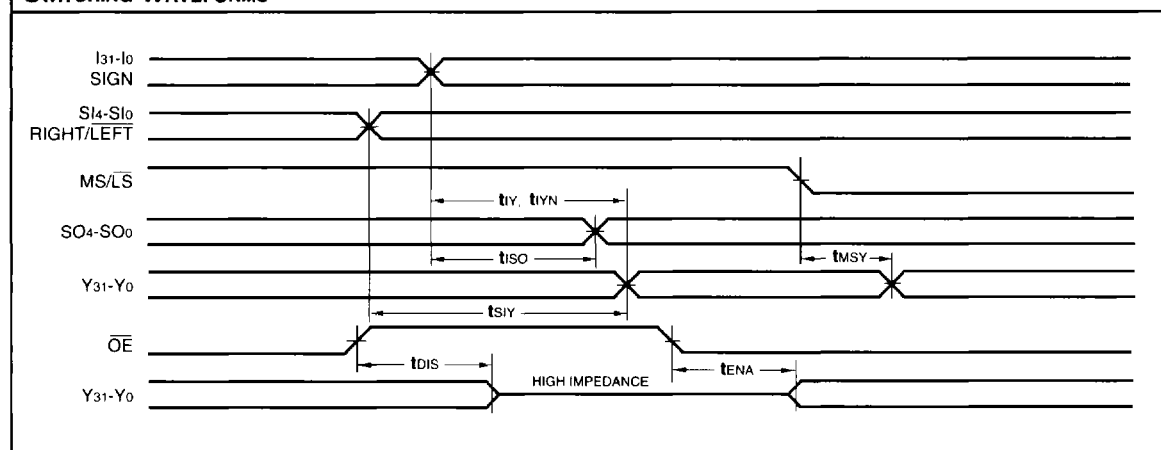 SWITCHING WAVEFORMS
I31-I0
SIGN
SI4-SI0
RIGHT/LEFT
MS/LS
tIY, tIYN
SO4-SO0
tISO
tMSY
Y31-Y0
tSIY
OE
tDIS
HIGH IMPEDANCE
tENA
Y31-Y0